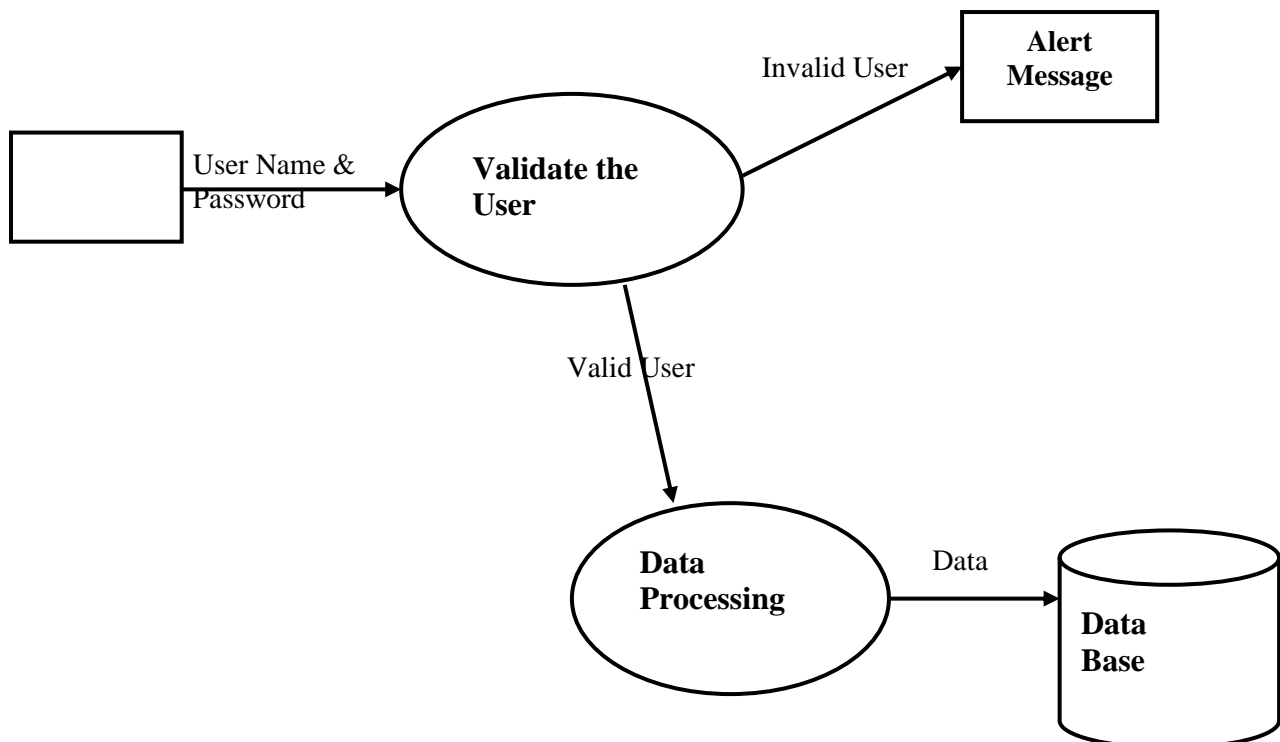 Alert
Message
Invalid User
User Name &
Password
Validate the
User
Valid User
Data
Processing
Data
Data
Base